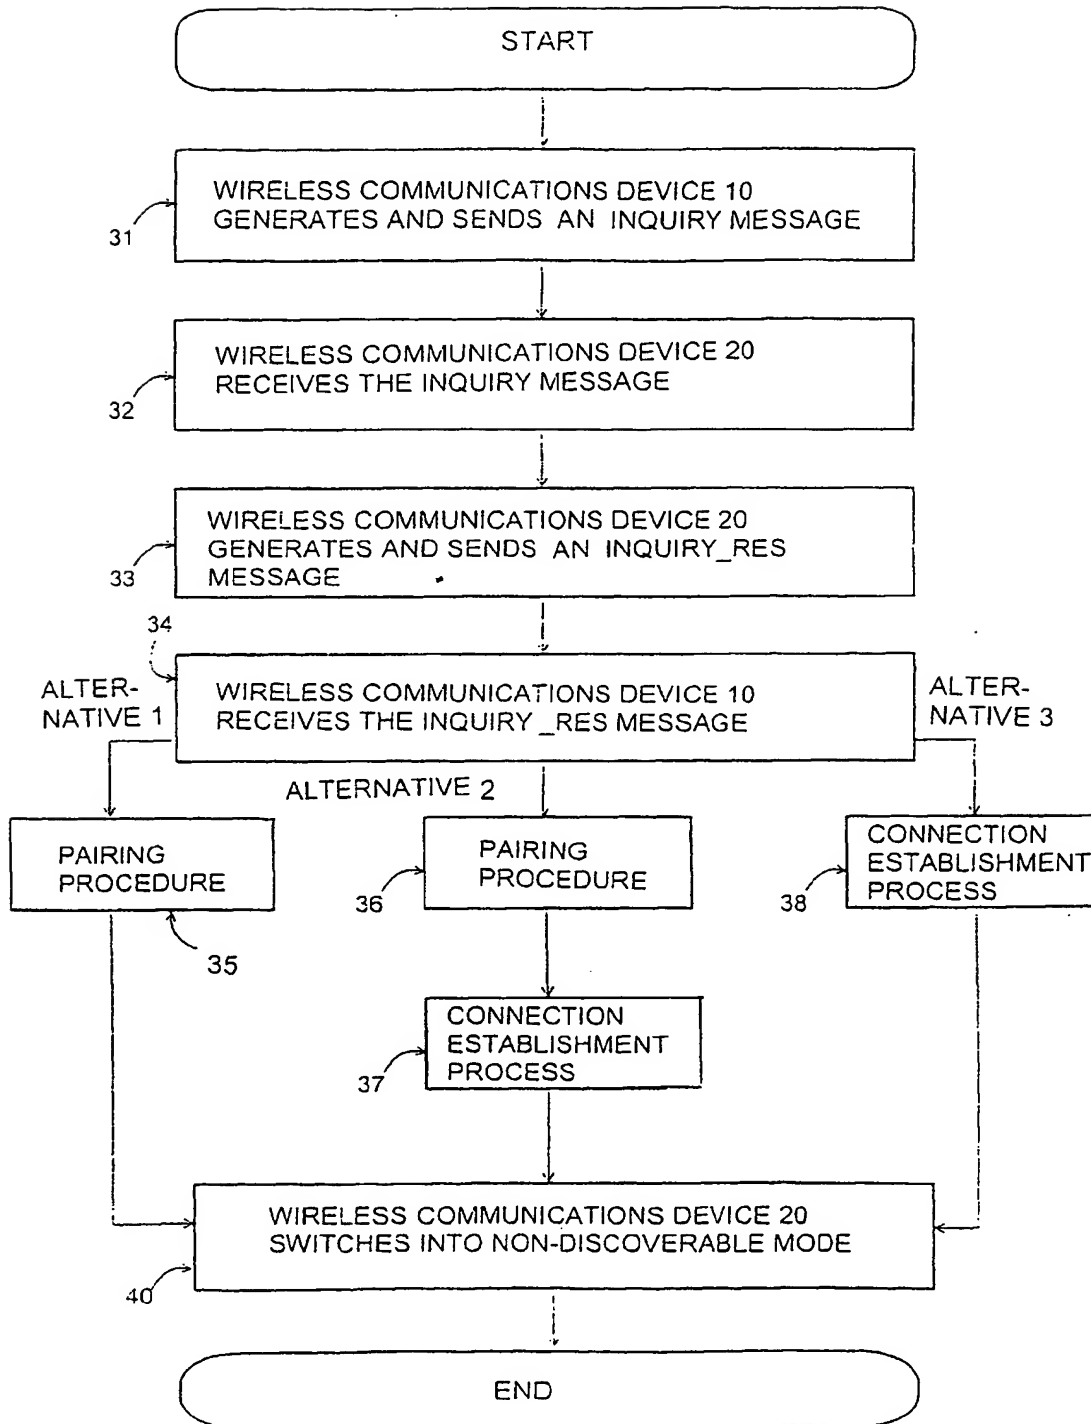 START
WIRELESS COMMUNICATIONS DEVICE 10
GENERATES AND SENDS AN INQUIRY MESSAGE
31
WIRELESS COMMUNICATIONS DEVICE 20
RECEIVES THE INQUIRY MESSAGE
32
WIRELESS COMMUNICATIONS DEVICE 20
GENERATES AND SENDS AN INQUIRY_RES
MESSAGE
33
34
WIRELESS COMMUNICATIONS DEVICE 10
RECEIVES THE INQUIRY_RES MESSAGE
ALTER-
NATIVE 1
ALTERNATIVE 2
ALTER-
NATIVE 3
PAIRING
PROCEDURE
35
PAIRING
PROCEDURE
36
CONNECTION
ESTABLISHMENT
PROCESS
38
CONNECTION
ESTABLISHMENT
PROCESS
37
WIRELESS COMMUNICATIONS DEVICE 20
SWITCHES INTO NON-DISCOVERABLE MODE
40
END